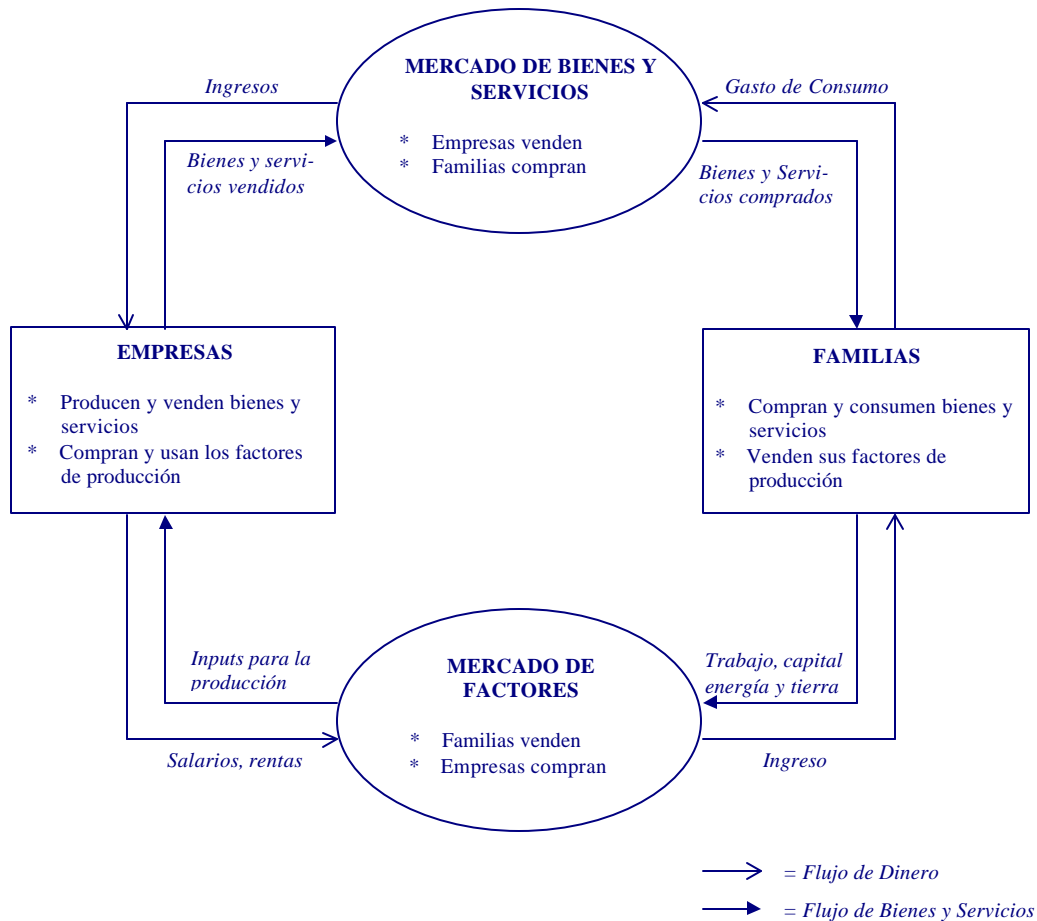 MERCADO DE BIENES Y
SERVICIOS
* Empresas venden
* Familias compran
Ingresos
Bienes y servi-
cios vendidos
Gasto de Consumo
Bienes y Servi-
cios comprados
EMPRESAS
* Producen y venden bienes y
servicios
* Compran y usan los factores
de producción
FAMILIAS
* Compran y consumen bienes y
servicios
* Venden sus factores de
producción
Inputs para la
producción
Salarios, rentas
MERCADO DE
FACTORES
* Familias venden
* Empresas compran
Trabajo, capital
energía y tierra
Ingreso
= Flujo de Dinero
= Flujo de Bienes y Servicios